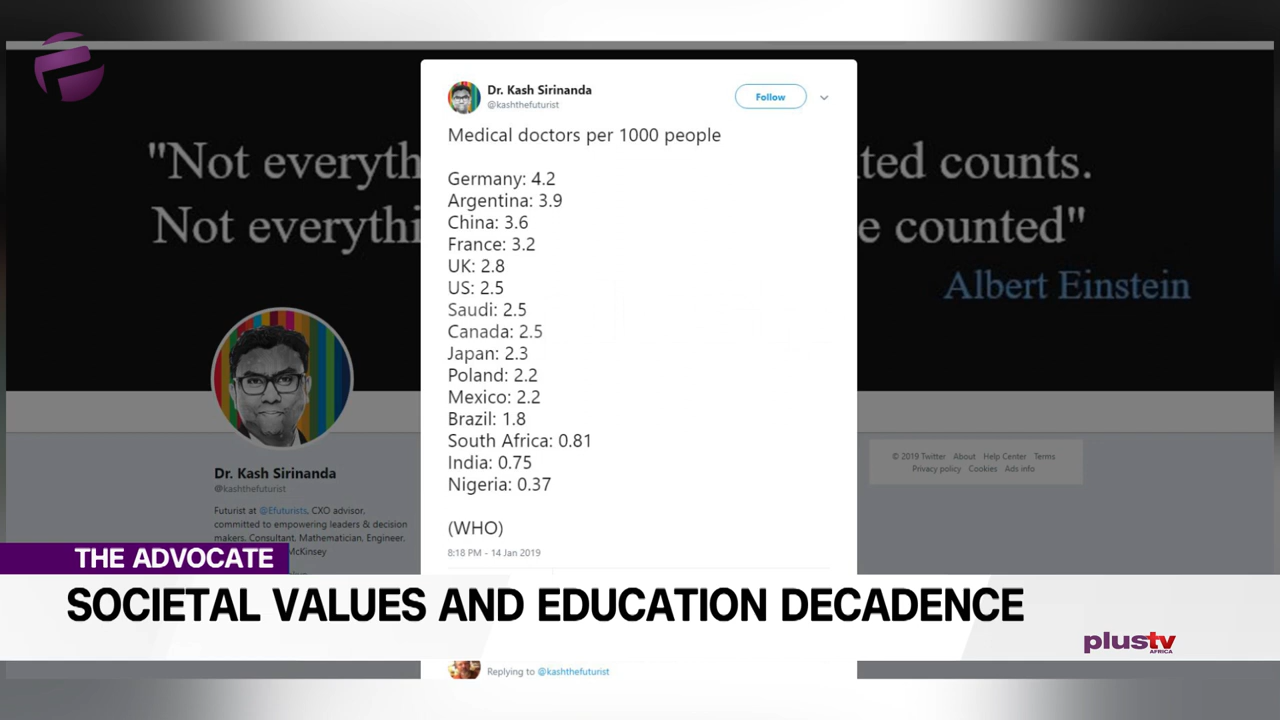 "Not everyth
ted counts.
Not everythi
e counted"
Albert Einstein
Dr. Kash Sirinanda
@kashthefuturist
Follow
Medical doctors per 1000 people
Germany: 4.2
Argentina: 3.9
China: 3.6
France: 3.2
UK: 2.8
US: 2.5
Saudi: 2.5
Canada: 2.5
Japan: 2.3
Poland: 2.2
Mexico: 2.2
Brazil: 1.8
South Africa: 0.81
India: 0.75
Nigeria: 0.37
(WHO)
8:18 PM - 14 Jan 2019
Replying to @kashthefuturist
Dr. Kash Sirinanda
@kashthefuturist
Futurist at @Efuturists, CXO advisor,
committed to empowering leaders & decision
makers. Consultant, Mathematician, Engineer.
McKinsey
© 2019 Twitter About Help Center Terms
Privacy policy Cookies Ads info
THE ADVOCATE
SOCIETAL VALUES AND EDUCATION DECADENCE
plustv
AFRICA